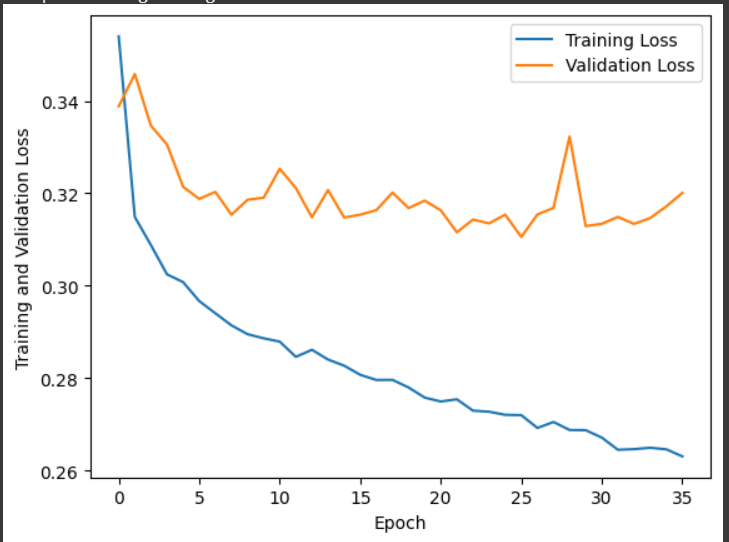 Training Loss
Validation Loss
0.34
0.32
0.30
0.28
0.26
Training and Validation Loss
0 5 10 15 20 25 30 35
Epoch